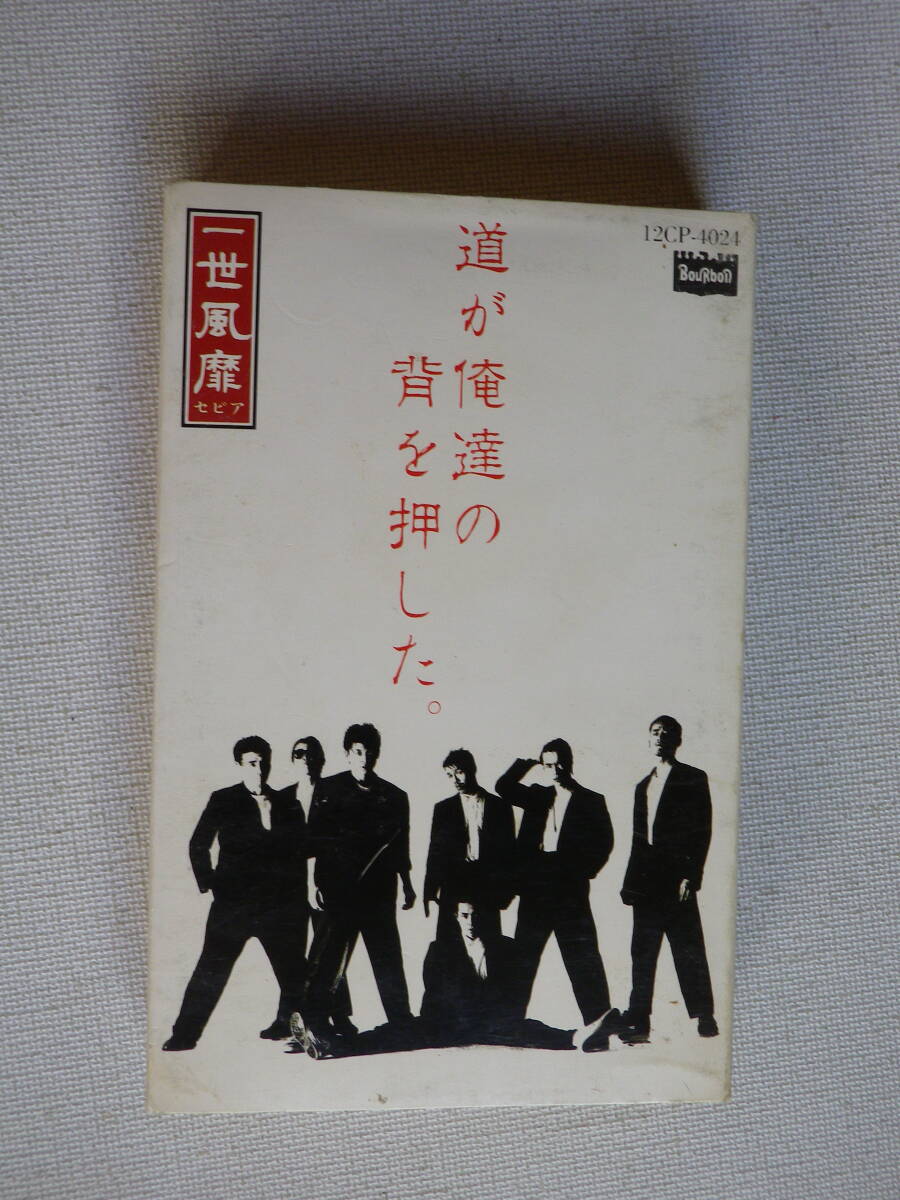 一世風靡
セピア
道が俺達の
背を押した。
12CP-4024
BouRbon